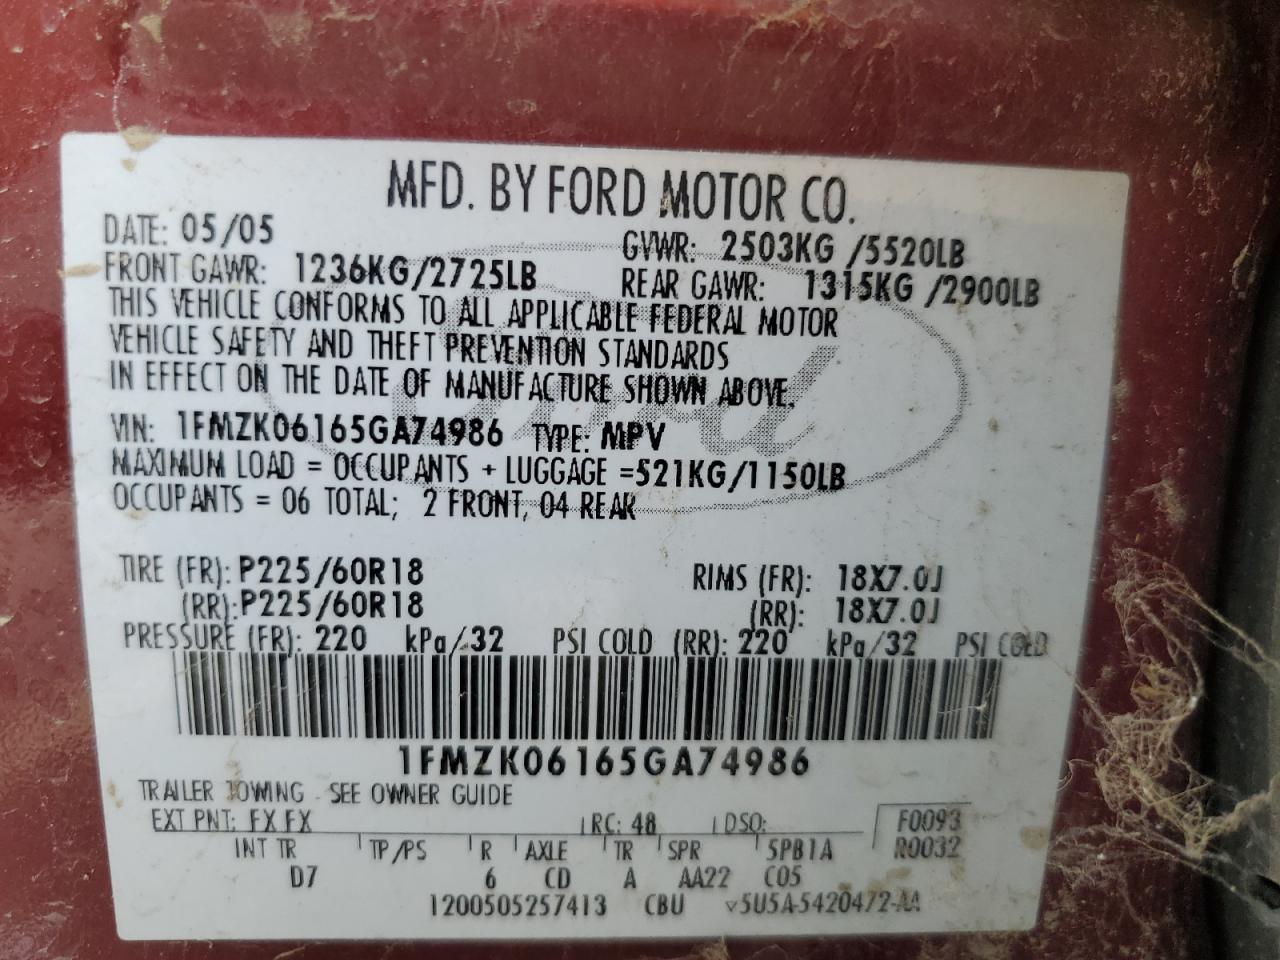 MFD. BY FORD MOTOR CO.
DATE: 05/05 GVWR: 2503KG /5520LB
FRONT GAWR: 1236KG/2725LB REAR GAWR: 1315KG /2900LB
THIS VEHICLE CONFORMS TO ALL APPLICABLE FEDERAL MOTOR
VEHICLE SAFETY AND THEFT PREVENTION STANDARDS
IN EFFECT ON THE DATE OF MANUFACTURE SHOWN ABOVE.
VIN: 1FMZK06165GA74986 TYPE: MPV
MAXIMUM LOAD = OCCUPANTS + LUGGAGE =521KG/1150LB
OCCUPANTS = 06 TOTAL; 2 FRONT, 04 REAR
Ford
TIRE (FR): P225/60R18 RIMS (FR): 18X7.0J
(RR): P225/60R18 (RR): 18X7.0J
PRESSURE (FR): 220 kPa/32 PSI COLD (RR): 220 kPa/32 PSI COLD
1FMZK06165GA74986
TRAILER TOWING - SEE OWNER GUIDE
EXT PNT: FX FX RC: 48 DSO: F0093
INT TR TP/PS R AXLE TR SPR 5PB1A R0032
D7 6 CD A AA22 C05
1200505257413 CBU v5U5A-5420472-AA